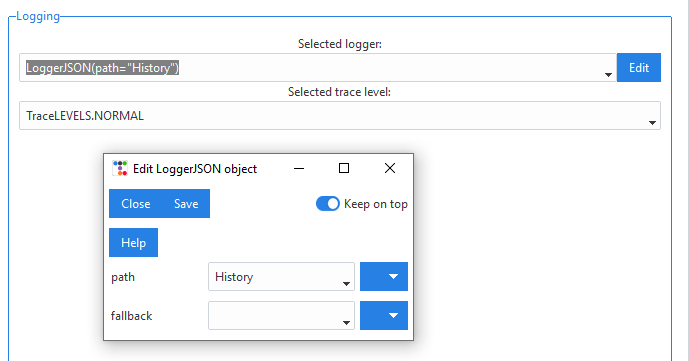 Logging
Selected logger:
LoggerJSON(path="History")
Edit
Selected trace level:
TraceLEVELS.NORMAL
Edit LoggerJSON object
Close Save
Keep on top
Help
path
History
fallback